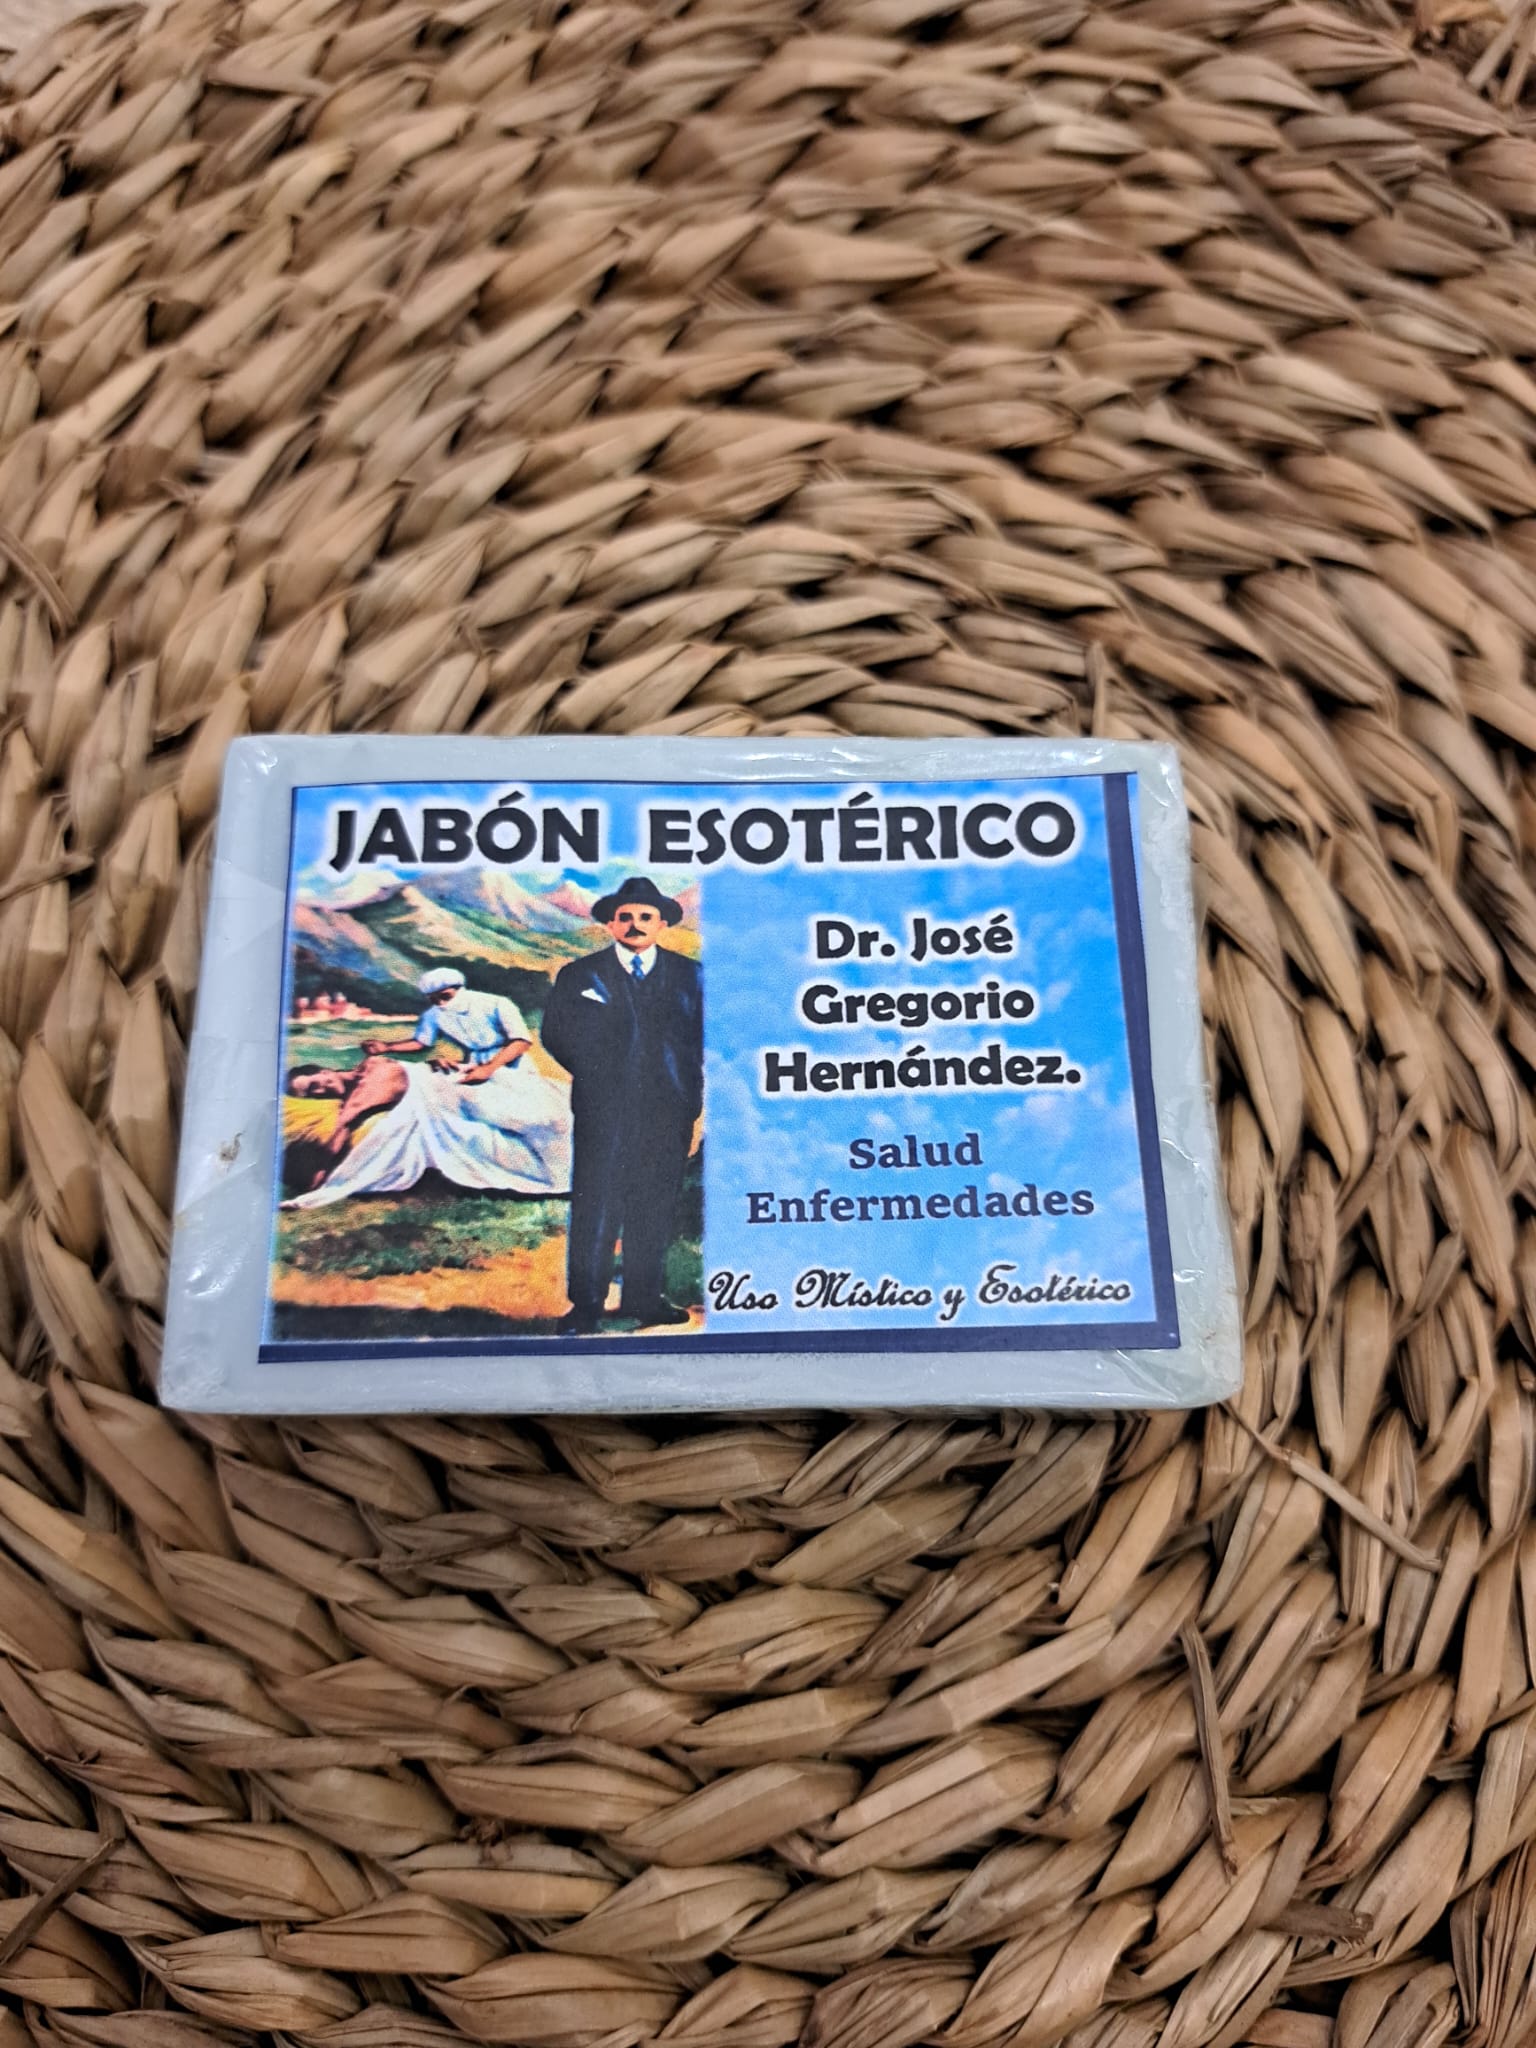 JABÓN ESOTÉRICO
Dr. José
Gregorio
Hernández.
Salud
Enfermedades
Uso Místico y Esotérico